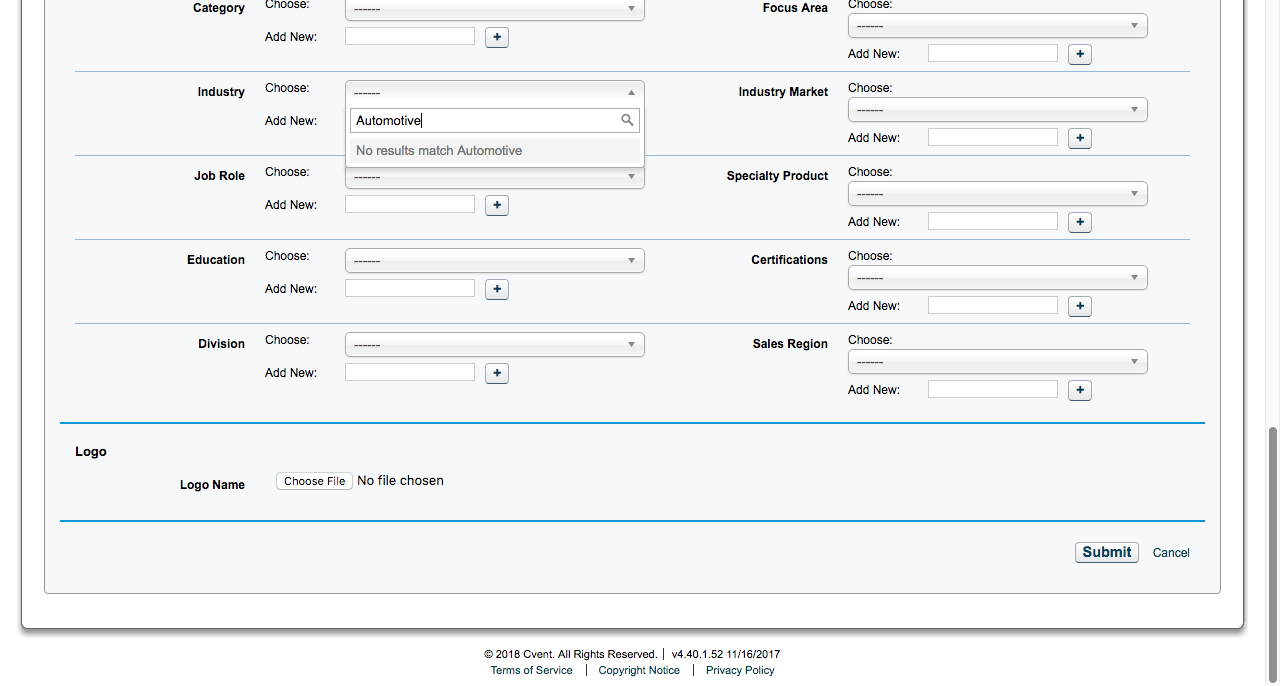 Category Choose: ------ Focus Area Choose: ------
Add New: + Add New: +
Industry Choose: ------ Industry Market Choose: ------
Add New: Automotive Add New: +
No results match Automotive
Job Role Choose: ------ Specialty Product Choose: ------
Add New: + Add New: +
Education Choose: ------ Certifications Choose: ------
Add New: + Add New: +
Division Choose: ------ Sales Region Choose: ------
Add New: + Add New: +
Logo
Logo Name Choose File No file chosen
Submit Cancel
© 2018 Cvent. All Rights Reserved. | v4.40.1.52 11/16/2017
Terms of Service | Copyright Notice | Privacy Policy